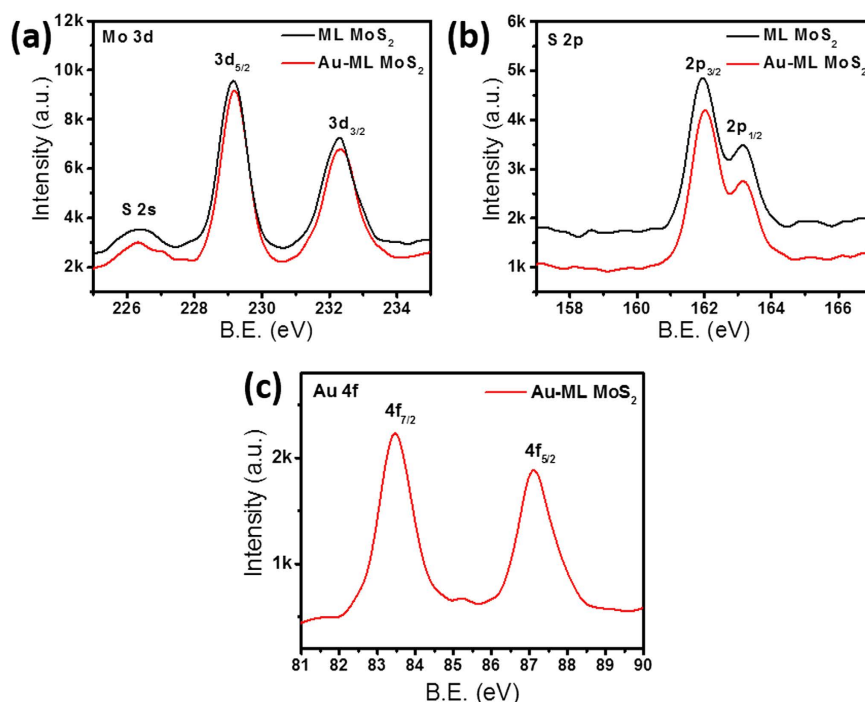 (a)
Mo 3d
ML MoS₂
Au-ML MoS₂
3d₅/₂
3d₃/₂
S 2s
12k
10k
8k
6k
4k
2k
Intensity (a.u.)
226 228 230 232 234
B.E. (eV)
(b)
S 2p
ML MoS₂
Au-ML MoS₂
2p₃/₂
2p₁/₂
6k
5k
4k
3k
2k
1k
Intensity (a.u.)
158 160 162 164 166
B.E. (eV)
(c)
Au 4f
Au-ML MoS₂
4f₇/₂
4f₅/₂
2k
1k
Intensity (a.u.)
81 82 83 84 85 86 87 88 89 90
B.E. (eV)